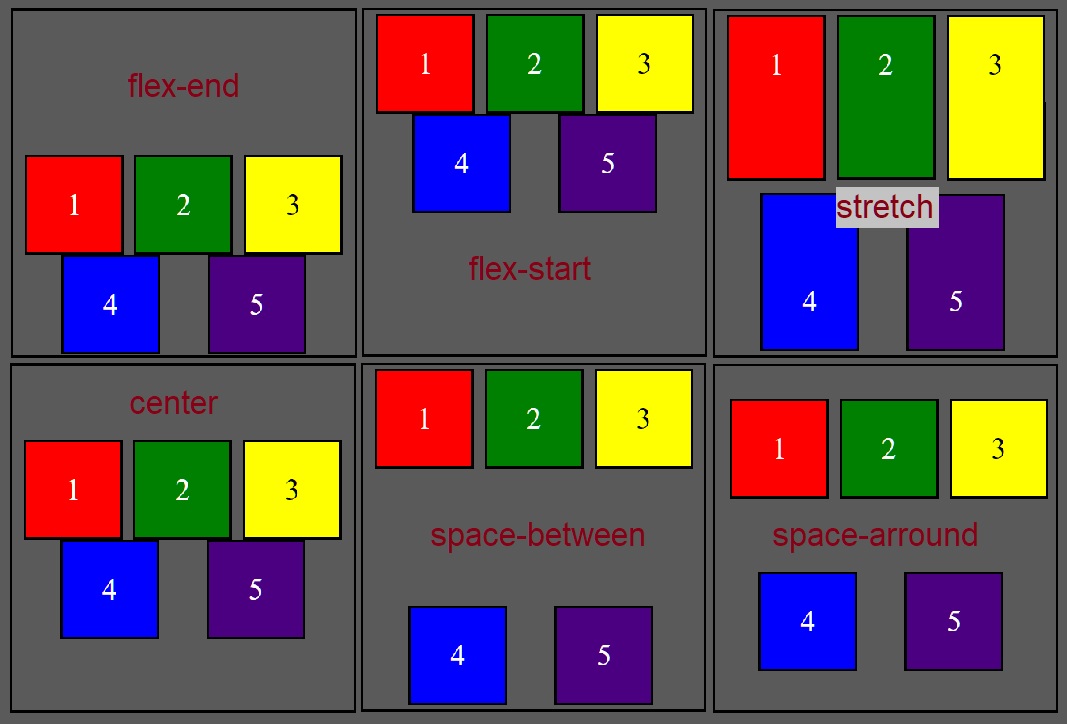 flex-end
1 2 3
4 5
1 2 3
4 5
flex-start
1 2 3
stretch
4 5
center
1 2 3
4 5
1 2 3
space-between
4 5
1 2 3
space-arround
4 5